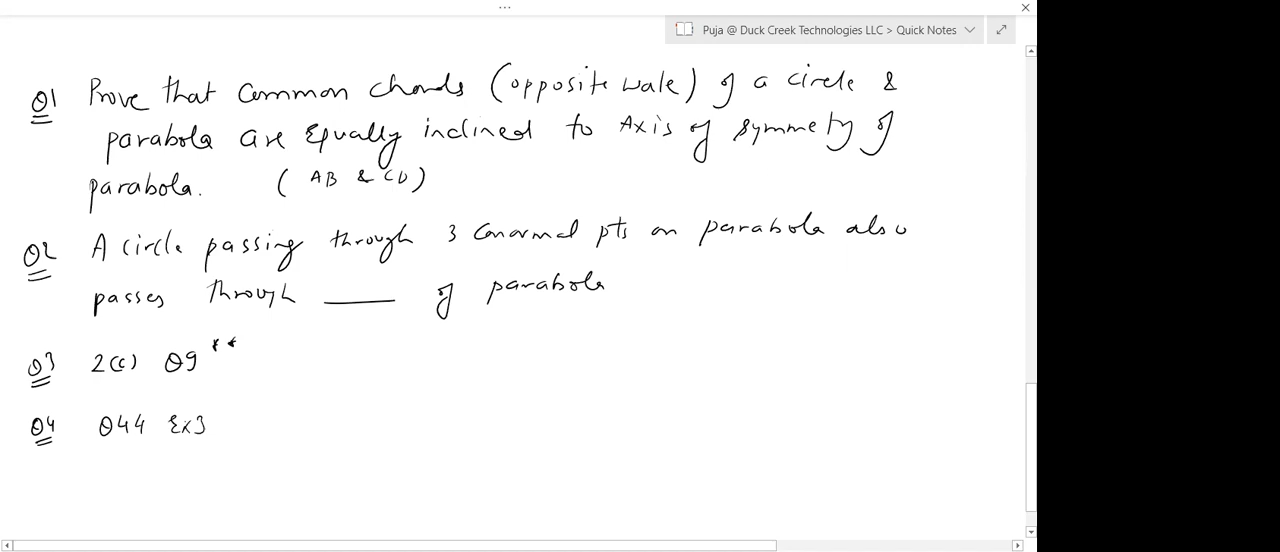 Puja @ Duck Creek Technologies LLC > Quick Notes
Q1 Prove that common chords (opposite wale) of a circle &
parabola are Equally inclined to Axis of symmety of
parabola. ( AB & CD)
Q2 A circle passing through 3 conormal pts on parabola also
passes through ____ of parabola
Q3 2(c) Q9 **
Q4 Q44 Ex3